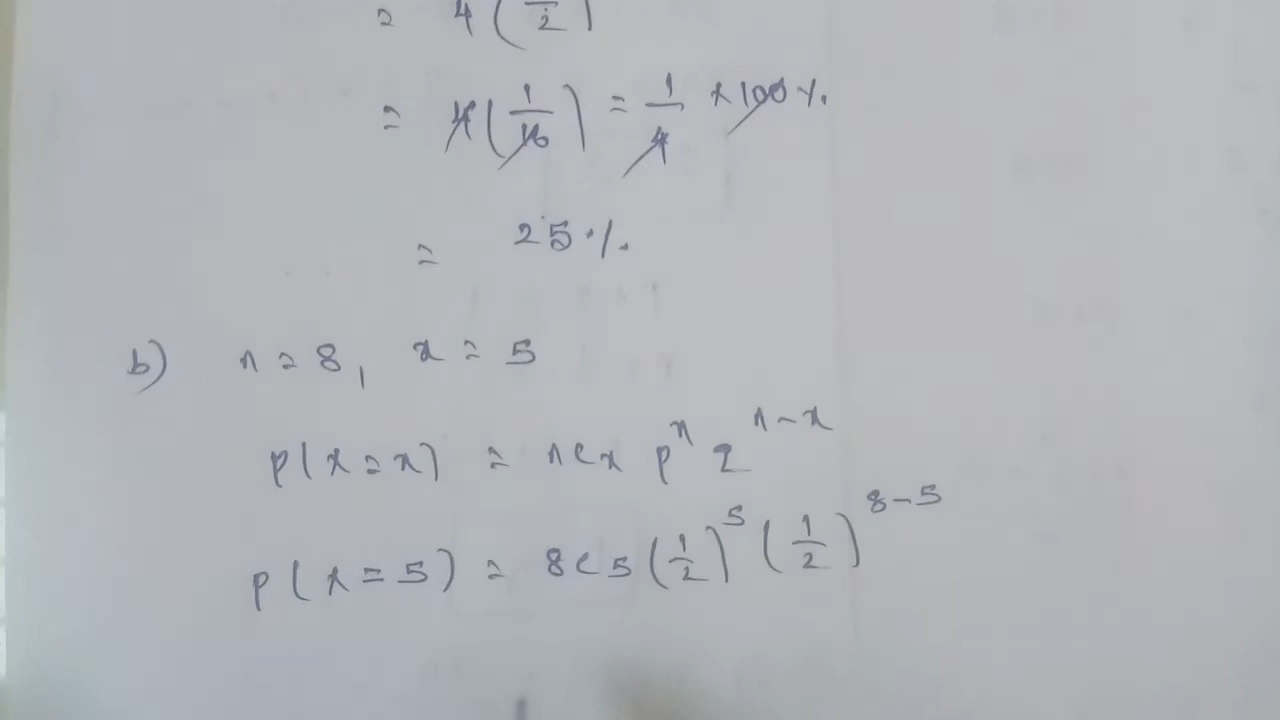 = 4(1/2)
= 4(1/16) = 1/4 × 100%.
= 25%.
b) n = 8, x = 5
P(x = x) = ncx p^x q^n-x
P(x = 5) = 8c5 (1/2)^5 (1/2)^8-5